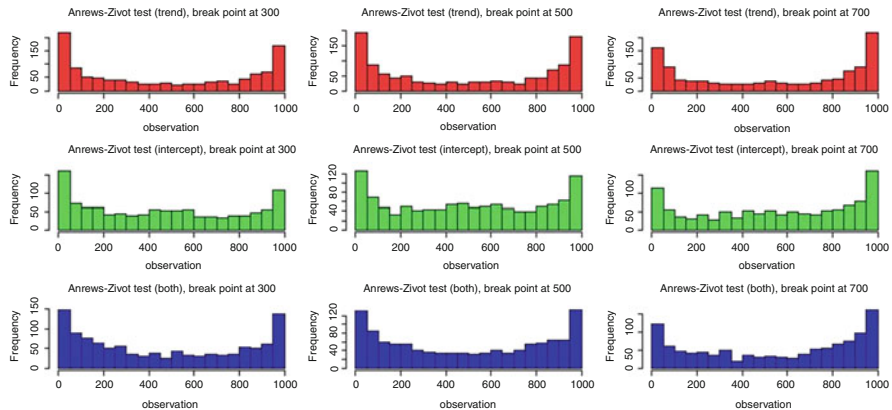 Anrews-Zivot test (trend), break point at 300
Anrews-Zivot test (trend), break point at 500
Anrews-Zivot test (trend), break point at 700
Frequency
0 50 150
0 200 400 600 800 1000
observation
Frequency
0 50 150
0 200 400 600 800 1000
observation
Frequency
0 50 150
0 200 400 600 800 1000
observation
Anrews-Zivot test (intercept), break point at 300
Anrews-Zivot test (intercept), break point at 500
Anrews-Zivot test (intercept), break point at 700
Frequency
0 50 100
0 200 400 600 800 1000
observation
Frequency
0 40 80 120
0 200 400 600 800 1000
observation
Frequency
0 50 100
0 200 400 600 800 1000
observation
Anrews-Zivot test (both), break point at 300
Anrews-Zivot test (both), break point at 500
Anrews-Zivot test (both), break point at 700
Frequency
0 50 100 150
0 200 400 600 800 1000
observation
Frequency
0 40 80 120
0 200 400 600 800 1000
observation
Frequency
0 50 100
0 200 400 600 800 1000
observation